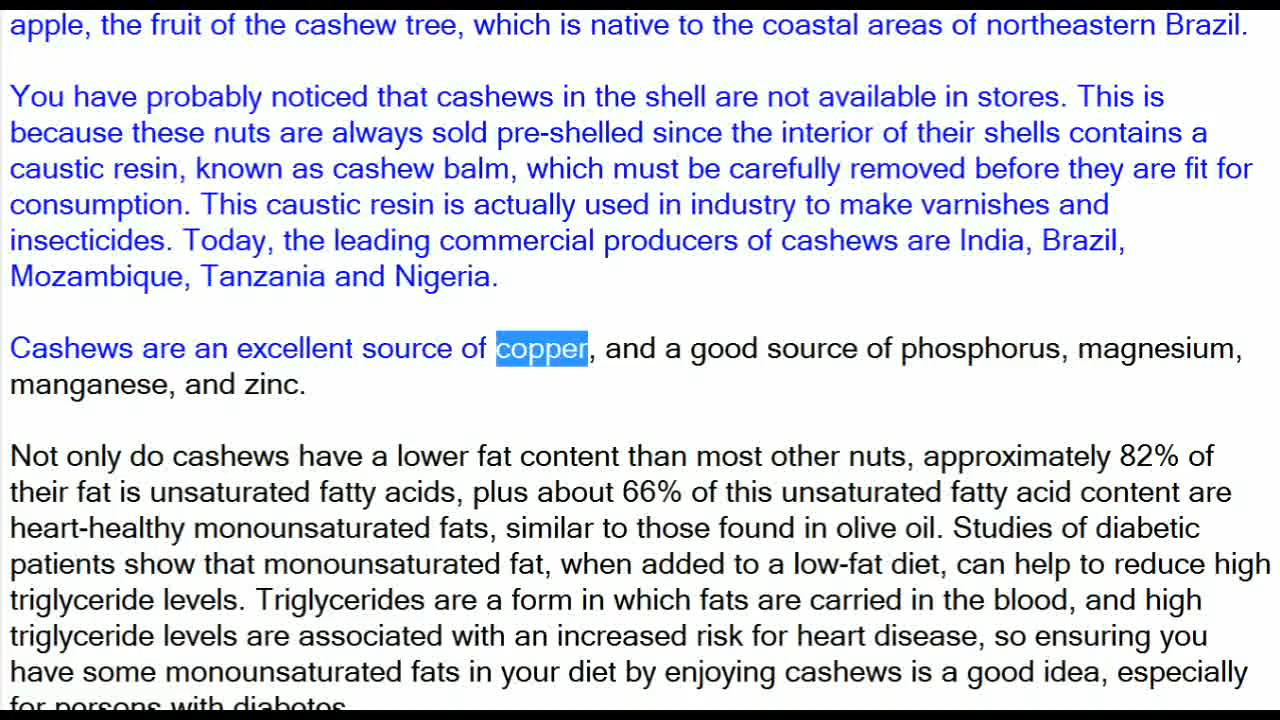 apple, the fruit of the cashew tree, which is native to the coastal areas of northeastern Brazil.
You have probably noticed that cashews in the shell are not available in stores. This is
because these nuts are always sold pre-shelled since the interior of their shells contains a
caustic resin, known as cashew balm, which must be carefully removed before they are fit for
consumption. This caustic resin is actually used in industry to make varnishes and
insecticides. Today, the leading commercial producers of cashews are India, Brazil,
Mozambique, Tanzania and Nigeria.
Cashews are an excellent source of copper, and a good source of phosphorus, magnesium,
manganese, and zinc.
Not only do cashews have a lower fat content than most other nuts, approximately 82% of
their fat is unsaturated fatty acids, plus about 66% of this unsaturated fatty acid content are
heart-healthy monounsaturated fats, similar to those found in olive oil. Studies of diabetic
patients show that monounsaturated fat, when added to a low-fat diet, can help to reduce high
triglyceride levels. Triglycerides are a form in which fats are carried in the blood, and high
triglyceride levels are associated with an increased risk for heart disease, so ensuring you
have some monounsaturated fats in your diet by enjoying cashews is a good idea, especially
for persons with diabetes